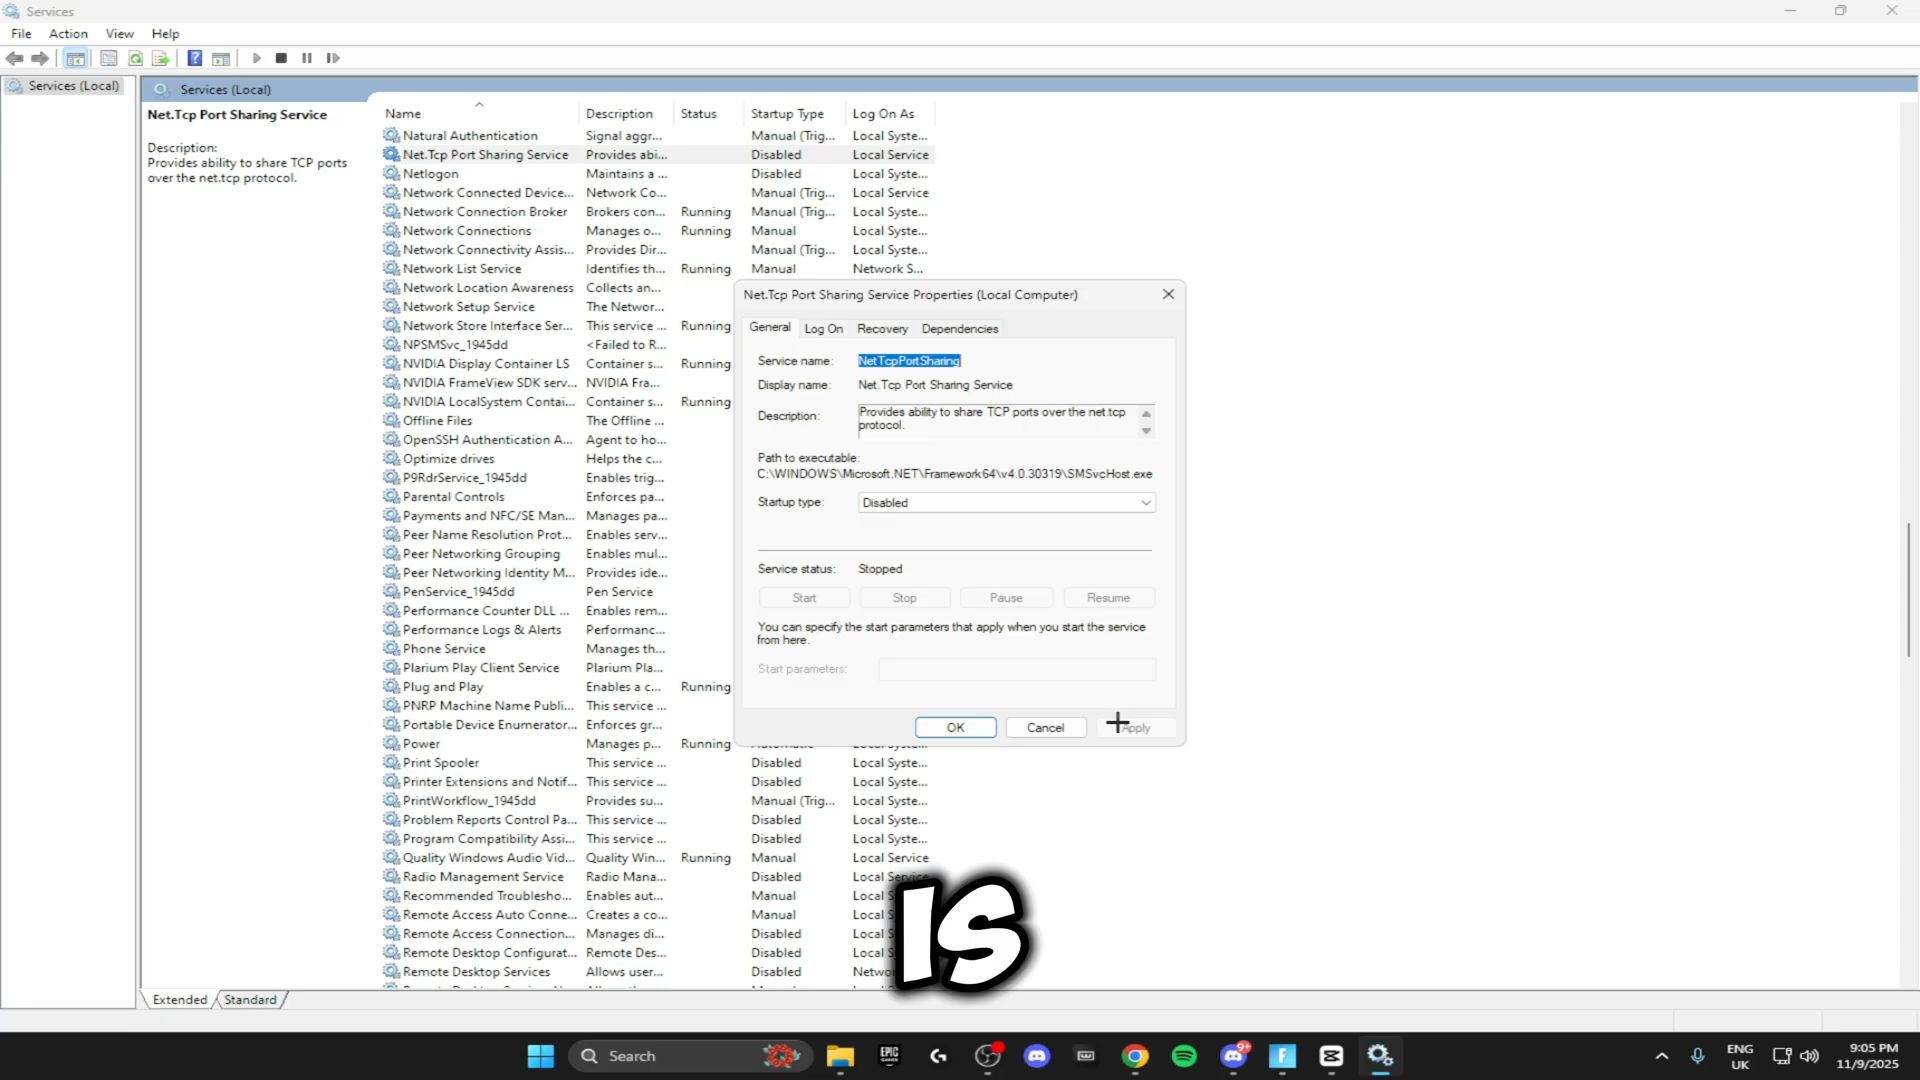 Services
File Action View Help
Services (Local)
Services (Local)
Net.Tcp Port Sharing Service
Description:
Provides ability to share TCP ports
over the net.tcp protocol.
Name Description Status Startup Type Log On As
Natural Authentication Signal aggr... Manual (Trig... Local Syste...
Net.Tcp Port Sharing Service Provides abi... Disabled Local Service
Netlogon Maintains a ... Disabled Local Syste...
Network Connected Device... Network Co... Manual (Trig... Local Service
Network Connection Broker Brokers con... Running Manual (Trig... Local Syste...
Network Connections Manages o... Running Manual Local Syste...
Network Connectivity Assis... Provides Dir... Manual (Trig... Local Syste...
Network List Service Identifies th... Running Manual Network S...
Network Location Awareness Collects an...
Network Setup Service The Networ...
Network Store Interface Ser... This service ... Running
NPSMSvc_1945dd <Failed to R...
NVIDIA Display Container LS Container s... Running
NVIDIA FrameView SDK serv... NVIDIA Fra...
NVIDIA LocalSystem Contai... Container s... Running
Offline Files The Offline ...
OpenSSH Authentication A... Agent to ho...
Optimize drives Helps the c...
P9RdrService_1945dd Enables trig...
Parental Controls Enforces pa...
Payments and NFC/SE Man... Manages pa...
Peer Name Resolution Prot... Enables serv...
Peer Networking Grouping Enables mul...
Peer Networking Identity M... Provides ide...
PenService_1945dd Pen Service
Performance Counter DLL ... Enables rem...
Performance Logs & Alerts Performanc...
Phone Service Manages th...
Plarium Play Client Service Plarium Pla...
Plug and Play Enables a c... Running
PNRP Machine Name Publi... This service ...
Portable Device Enumerator... Enforces gr...
Power Manages p... Running
Print Spooler This service ... Disabled Local Syste...
Printer Extensions and Notif... This service ... Disabled Local Syste...
PrintWorkflow_1945dd Provides su... Manual (Trig... Local Syste...
Problem Reports Control Pa... This service ... Disabled Local Syste...
Program Compatibility Assi... This service ... Disabled Local Syste...
Quality Windows Audio Vid... Quality Win... Running Manual Local Service
Radio Management Service Radio Mana... Disabled Local Service
Recommended Troublesho... Enables aut... Manual Local S
Remote Access Auto Conne... Creates a co... Manual Local S
Remote Access Connection... Manages di... Disabled Local S
Remote Desktop Configurat... Remote Des... Disabled Local S
Remote Desktop Services Allows user... Disabled Netwo
Net.Tcp Port Sharing Service Properties (Local Computer)
General Log On Recovery Dependencies
Service name: NetTcpPortSharing
Display name: Net.Tcp Port Sharing Service
Description: Provides ability to share TCP ports over the net.tcp
protocol.
Path to executable:
C:\WINDOWS\Microsoft.NET\Framework64\v4.0.30319\SMSvcHost.exe
Startup type: Disabled
Service status: Stopped
Start Stop Pause Resume
You can specify the start parameters that apply when you start the service
from here.
Start parameters:
OK Cancel Apply
IS
Extended Standard
Search
EPIC GAMES
9+
ENG
UK
9:05 PM
11/9/2025